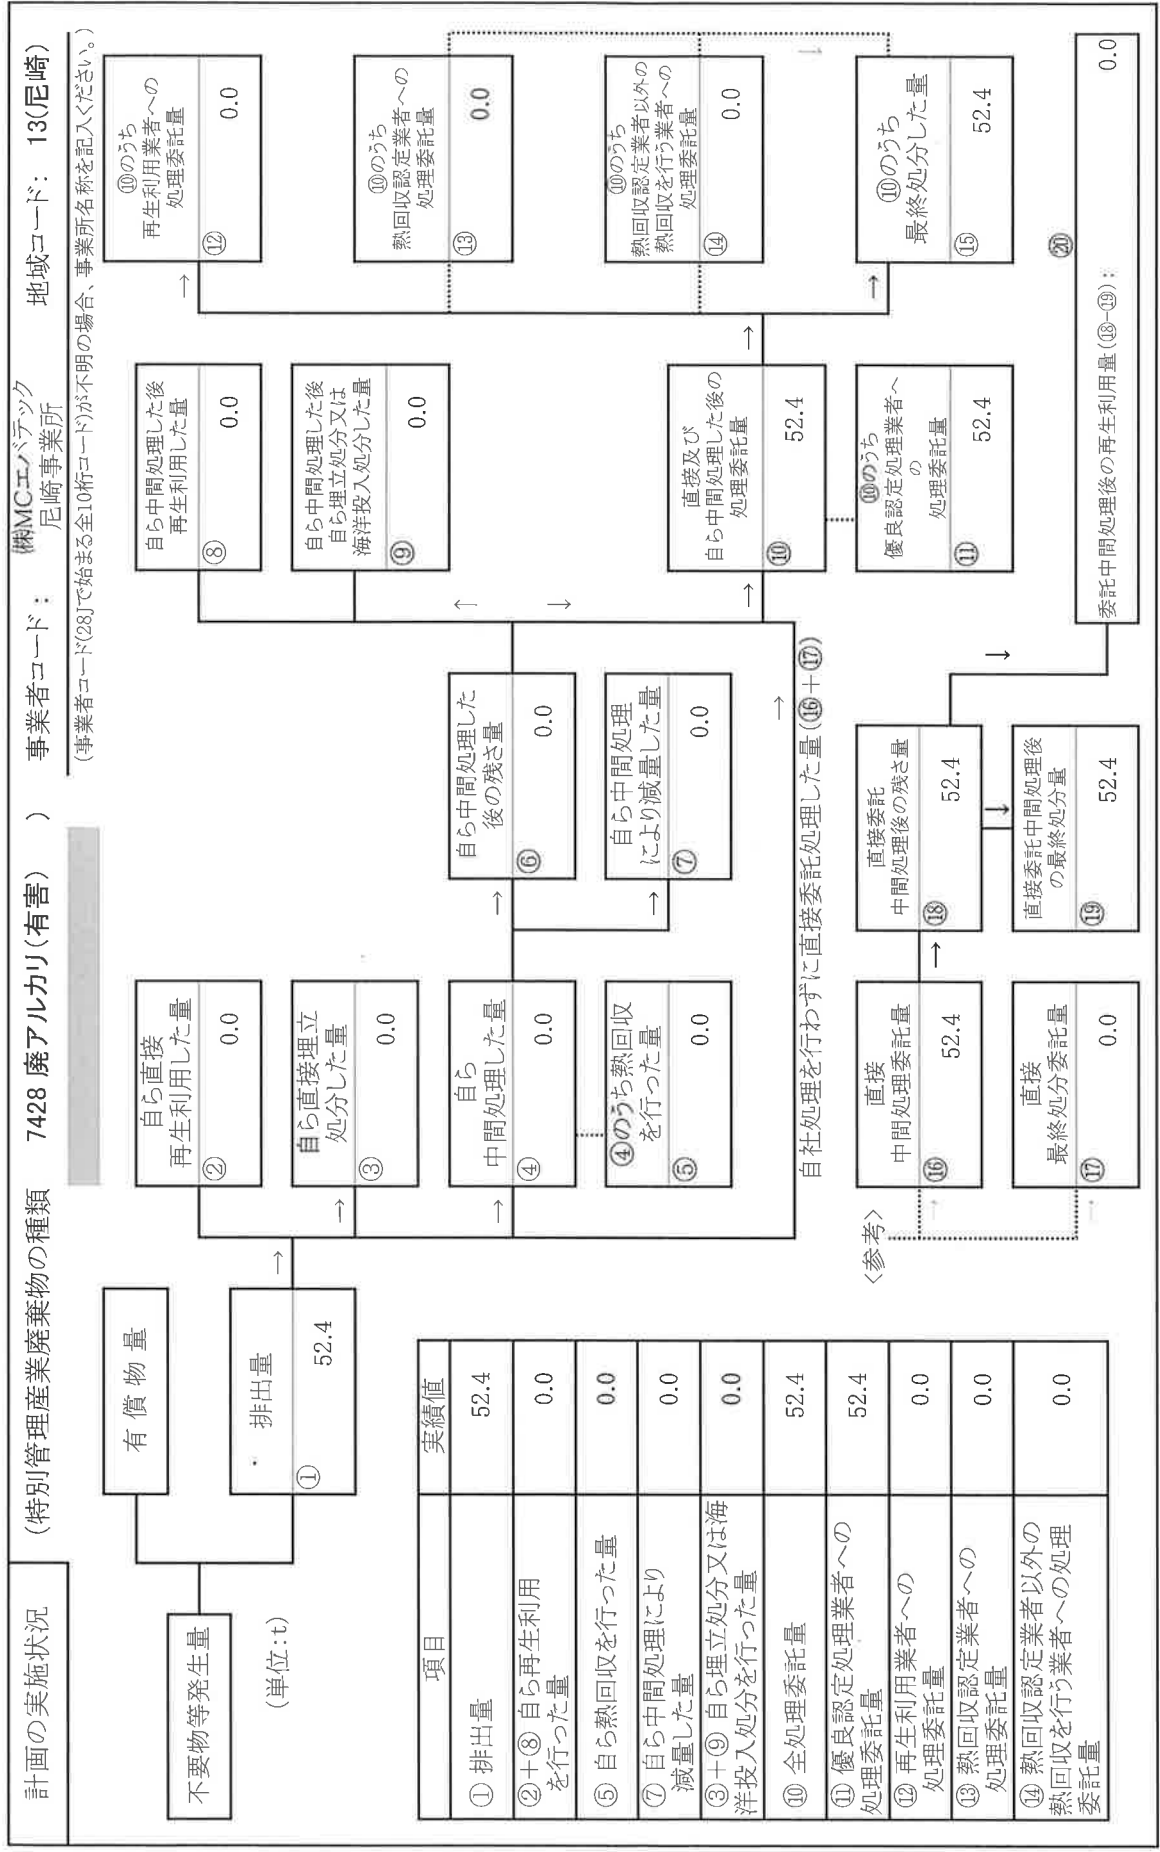 計画の実施状況
(特別管理産業廃棄物の種類 7428 廃アルカリ(有害) )
事業者コード： ㈱MCエバテック
尼崎事業所
地域コード： 13(尼崎)
(事業者コード(「28」で始まる全10桁コード)が不明の場合、事業所名称を記入ください。)
不要物等発生量
(単位：t)
有償物量
排出量
① 52.4
自ら直接
再生利用した量
② 0.0
自ら直接埋立
処分した量
③ 0.0
自ら
中間処理した量
④ 0.0
④のうち熱回収
を行った量
⑤ 0.0
自ら中間処理した
後の残さ量
⑥ 0.0
自ら中間処理
により減量した量
⑦ 0.0
自ら中間処理した後
再生利用した量
⑧ 0.0
自ら中間処理した後
自ら埋立処分又は
海洋投入処分した量
⑨ 0.0
直接及び
自ら中間処理した後の
処理委託量
⑩ 52.4
⑩のうち
優良認定処理業者へ
の
処理委託量
⑪ 52.4
⑩のうち
再生利用業者への
処理委託量
⑫ 0.0
⑩のうち
熱回収認定業者への
処理委託量
⑬ 0.0
⑩のうち
熱回収認定業者以外の
熱回収を行う業者への
処理委託量
⑭ 0.0
⑩のうち
最終処分した量
⑮ 52.4
自社処理を行わずに直接委託処理した量(⑯＋⑰)
<参考>
直接
中間処理委託量
⑯ 52.4
直接
最終処分委託量
⑰ 0.0
直接委託
中間処理後の残さ量
⑱ 52.4
直接委託中間処理後
の最終処分量
⑲ 52.4
⑳
委託中間処理後の再生利用量(⑱-⑲)： 0.0
項目 実績値
① 排出量 52.4
②＋⑧ 自ら再生利用
を行った量 0.0
⑤ 自ら熱回収を行った量 0.0
⑦ 自ら中間処理により
減量した量 0.0
③＋⑨ 自ら埋立処分又は海
洋投入処分を行った量 0.0
⑩ 全処理委託量 52.4
⑪ 優良認定処理業者への
処理委託量 52.4
⑫ 再生利用業者への
処理委託量 0.0
⑬ 熱回収認定業者への
処理委託量 0.0
⑭ 熱回収認定業者以外の
熱回収を行う業者への処理
委託量 0.0